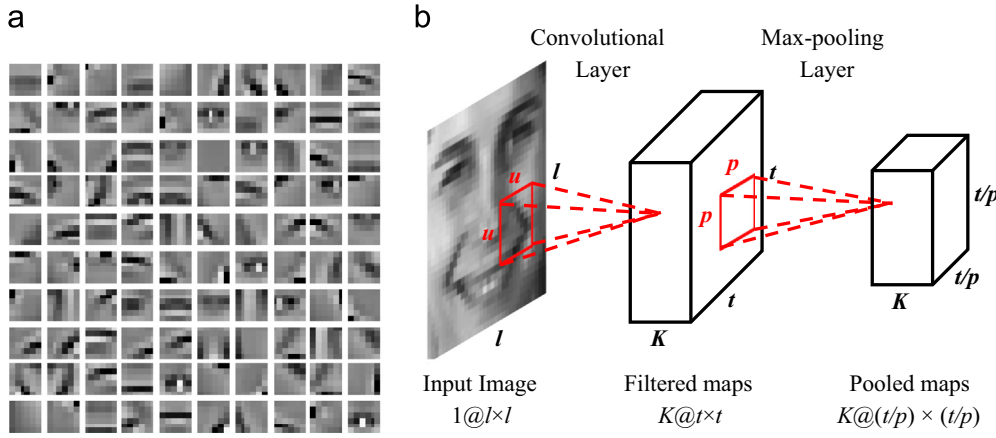 a
b
Convolutional
Layer
Max-pooling
Layer
l
u
u
l
p
p
t
t
K
t/p
t/p
K
Input Image
1@l×l
Filtered maps
K@t×t
Pooled maps
K@(t/p) × (t/p)